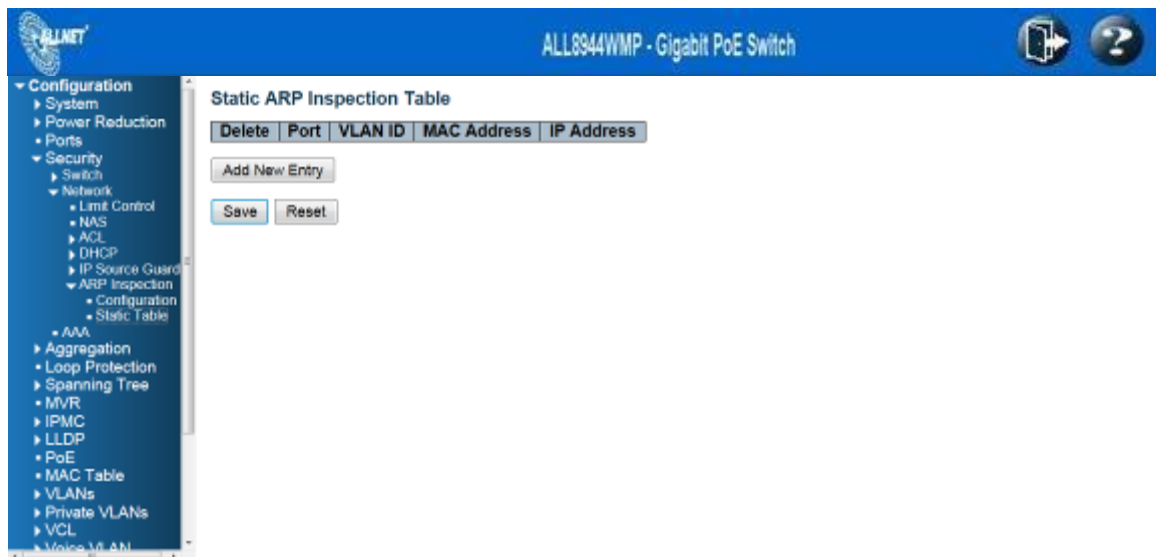 ALLNET
ALL8944WMP - Gigabit PoE Switch
Configuration
System
Power Reduction
Ports
Security
Switch
Network
Limit Control
NAS
ACL
DHCP
IP Source Guard
ARP Inspection
Configuration
Static Table
AAA
Aggregation
Loop Protection
Spanning Tree
MVR
IPMC
LLDP
PoE
MAC Table
VLANs
Private VLANs
VCL
Voice VLAN
Static ARP Inspection Table
Delete Port VLAN ID MAC Address IP Address
Add New Entry
Save Reset
?